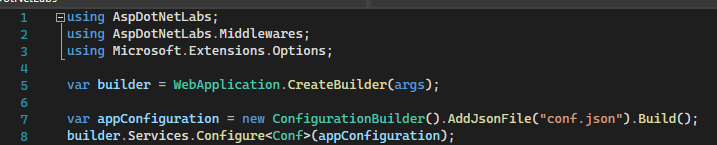 1 using AspDotNetLabs;
2 using AspDotNetLabs.Middlewares;
3 using Microsoft.Extensions.Options;
4
5 var builder = WebApplication.CreateBuilder(args);
6
7 var appConfiguration = new ConfigurationBuilder().AddJsonFile("conf.json").Build();
8 builder.Services.Configure<Conf>(appConfiguration);